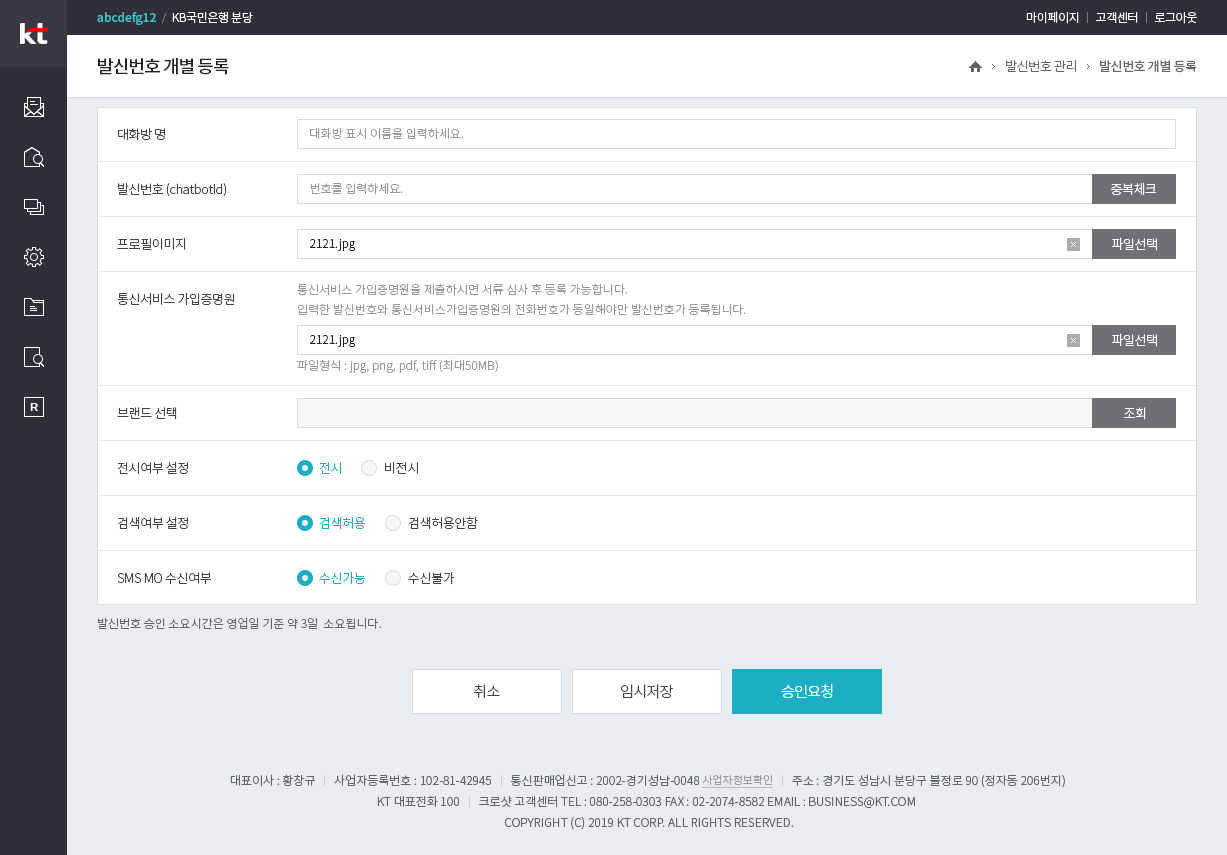 kt
abcdefg12 / KB국민은행 분당
마이페이지 | 고객센터 | 로그아웃
발신번호 개별 등록
발신번호 관리 > 발신번호 개별 등록
대화방 명
대화방 표시 이름을 입력하세요.
발신번호 (chatbotId)
번호를 입력하세요.
중복체크
프로필이미지
2121.jpg
파일선택
통신서비스 가입증명원
통신서비스 가입증명원을 제출하시면 서류 심사 후 등록 가능합니다.
입력한 발신번호와 통신서비스가입증명원의 전화번호가 동일해야만 발신번호가 등록됩니다.
2121.jpg
파일선택
파일형식 : jpg, png, pdf, tiff (최대50MB)
브랜드 선택
조회
전시여부 설정
전시 비전시
검색여부 설정
검색허용 검색허용안함
SMS MO 수신여부
수신가능 수신불가
R
발신번호 승인 소요시간은 영업일 기준 약 3일 소요됩니다.
취소
임시저장
승인요청
대표이사 : 황창규 | 사업자등록번호 : 102-81-42945 | 통신판매업신고 : 2002-경기성남-0048 사업자정보확인 | 주소 : 경기도 성남시 분당구 불정로 90 (정자동 206번지)
KT 대표전화 100 | 크로샷 고객센터 TEL : 080-258-0303 FAX : 02-2074-8582 EMAIL : BUSINESS@KT.COM
COPYRIGHT (C) 2019 KT CORP. ALL RIGHTS RESERVED.